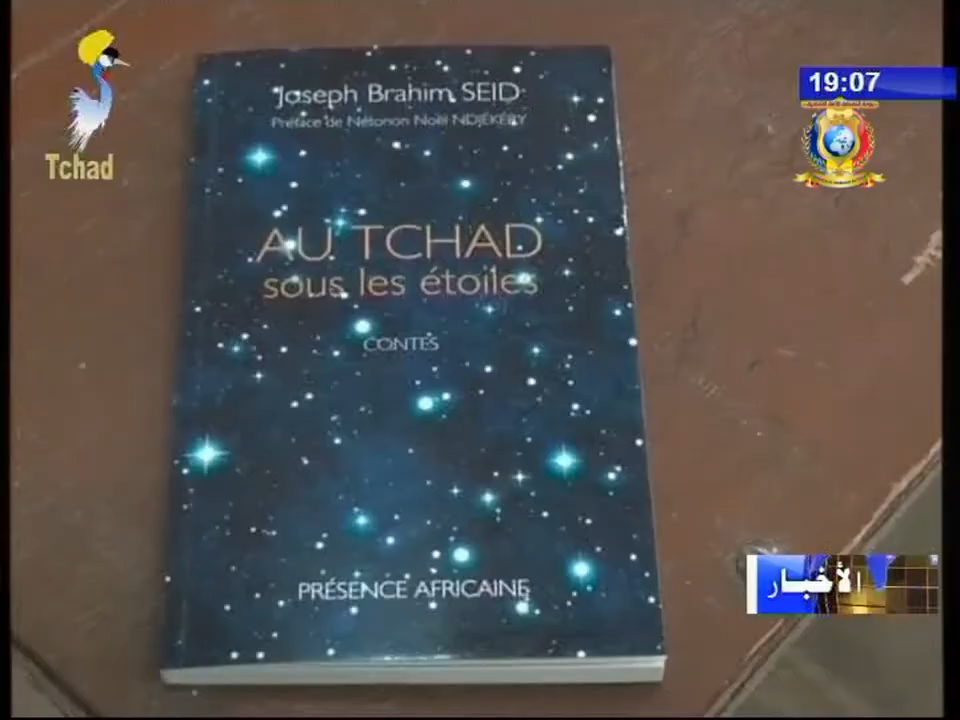 Tchad
19:07
Joseph Brahim SEID
Préface de Nétonon Noël NDJÉKÉRY
AU TCHAD
sous les étoiles
CONTES
PRÉSENCE AFRICAINE
الأخبار